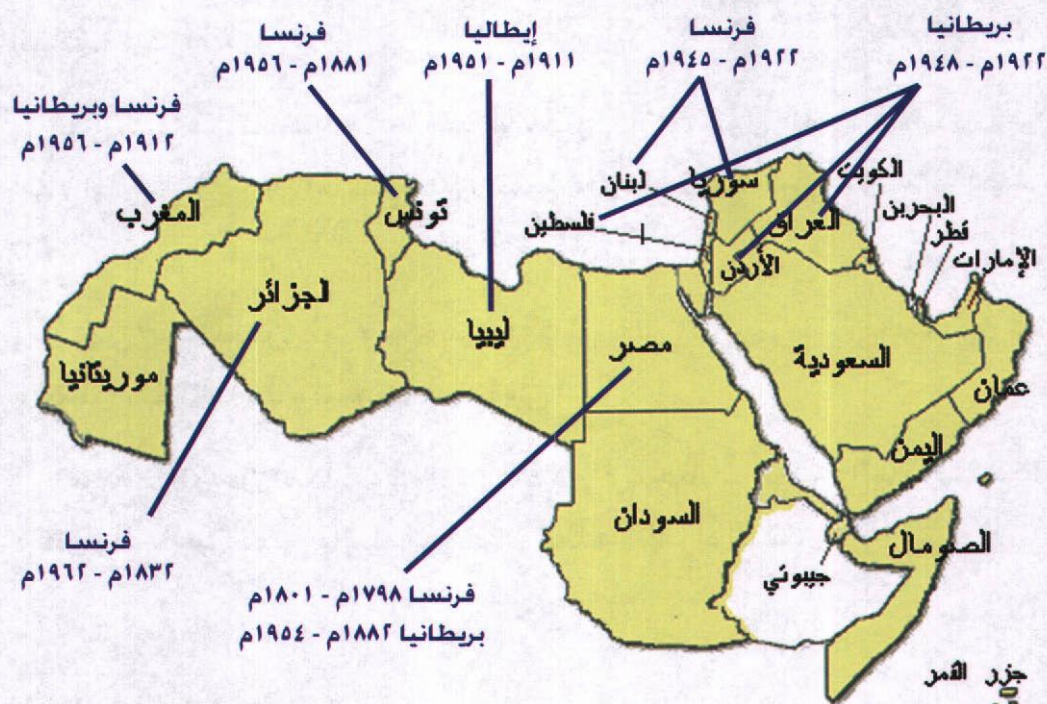 بريطانيا
١٩٢٢م - ١٩٤٨م
فرنسا
١٩٢٢م - ١٩٤٥م
إيطاليا
١٩١١م - ١٩٥١م
فرنسا
١٨٨١م - ١٩٥٦م
فرنسا وبريطانيا
١٩١٢م - ١٩٥٦م
الكويت
سوريا
لبنان
البحرين
العراق
قطر
فلسطين
تونس
المغرب
الإمارات
الأردن
الجزائر
ليبيا
مصر
السعودية
موريتانيا
عمان
اليمن
السودان
الصومال
جيبوتي
فرنسا
١٨٣٢م - ١٩٦٢م
فرنسا ١٧٩٨م - ١٨٠١م
بريطانيا ١٨٨٢م - ١٩٥٤م
جزر القمر